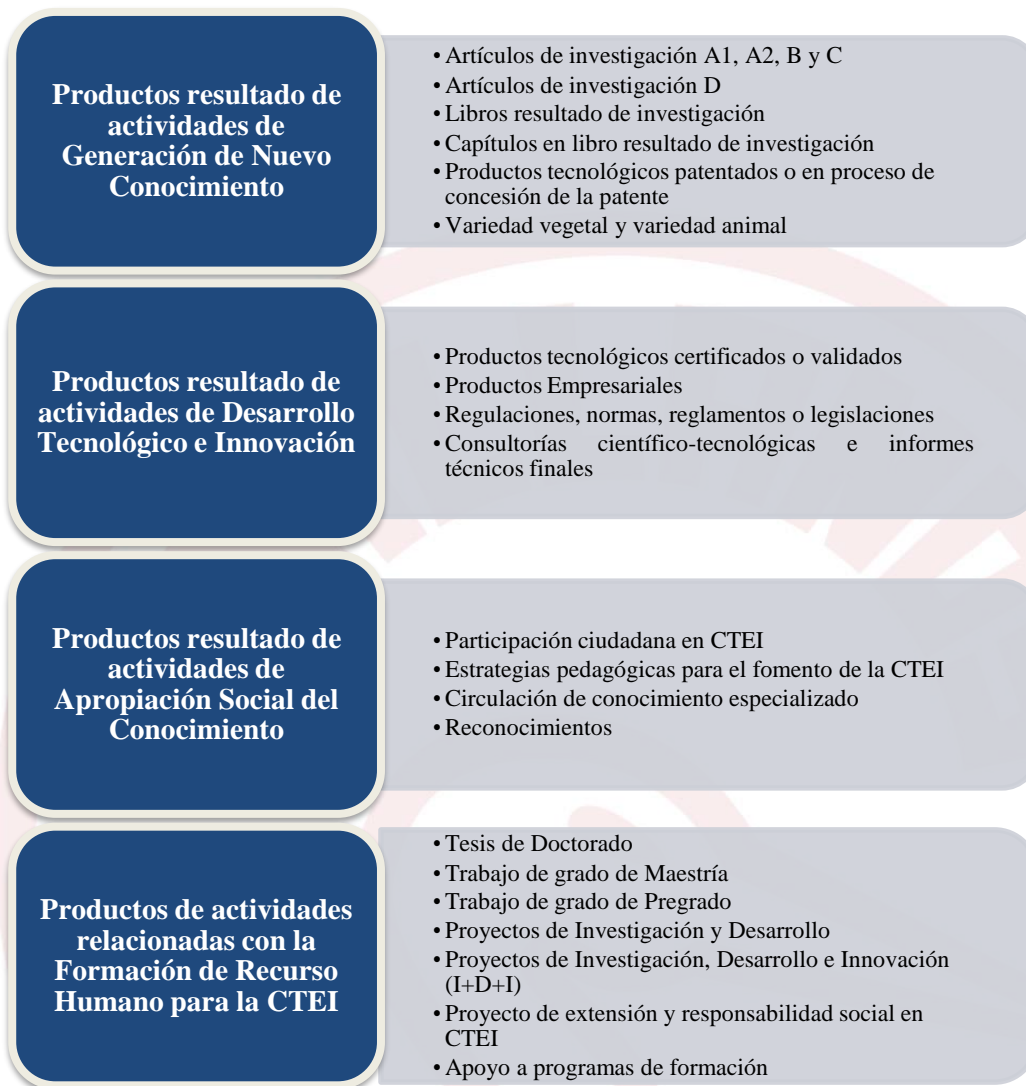 Productos resultado de
actividades de
Generación de Nuevo
Conocimiento
• Artículos de investigación A1, A2, B y C
• Artículos de investigación D
• Libros resultado de investigación
• Capítulos en libro resultado de investigación
• Productos tecnológicos patentados o en proceso de
concesión de la patente
• Variedad vegetal y variedad animal
Productos resultado de
actividades de Desarrollo
Tecnológico e Innovación
• Productos tecnológicos certificados o validados
• Productos Empresariales
• Regulaciones, normas, reglamentos o legislaciones
• Consultorías científico-tecnológicas e informes
técnicos finales
Productos resultado de
actividades de
Apropiación Social del
Conocimiento
• Participación ciudadana en CTEI
• Estrategias pedagógicas para el fomento de la CTEI
• Circulación de conocimiento especializado
• Reconocimientos
Productos de actividades
relacionadas con la
Formación de Recurso
Humano para la CTEI
• Tesis de Doctorado
• Trabajo de grado de Maestría
• Trabajo de grado de Pregrado
• Proyectos de Investigación y Desarrollo
• Proyectos de Investigación, Desarrollo e Innovación
(I+D+I)
• Proyecto de extensión y responsabilidad social en
CTEI
• Apoyo a programas de formación